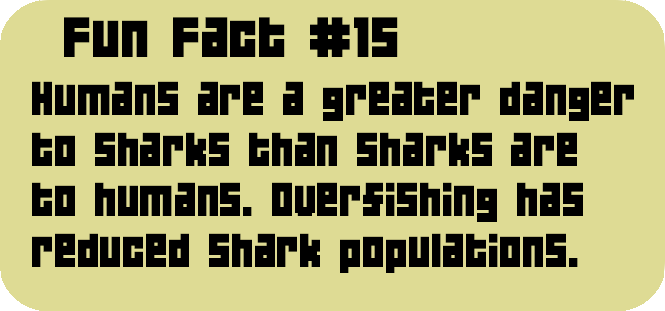 Fun Fact #15
Humans are a greater danger
to sharks than sharks are
to humans. Overfishing has
reduced shark populations.